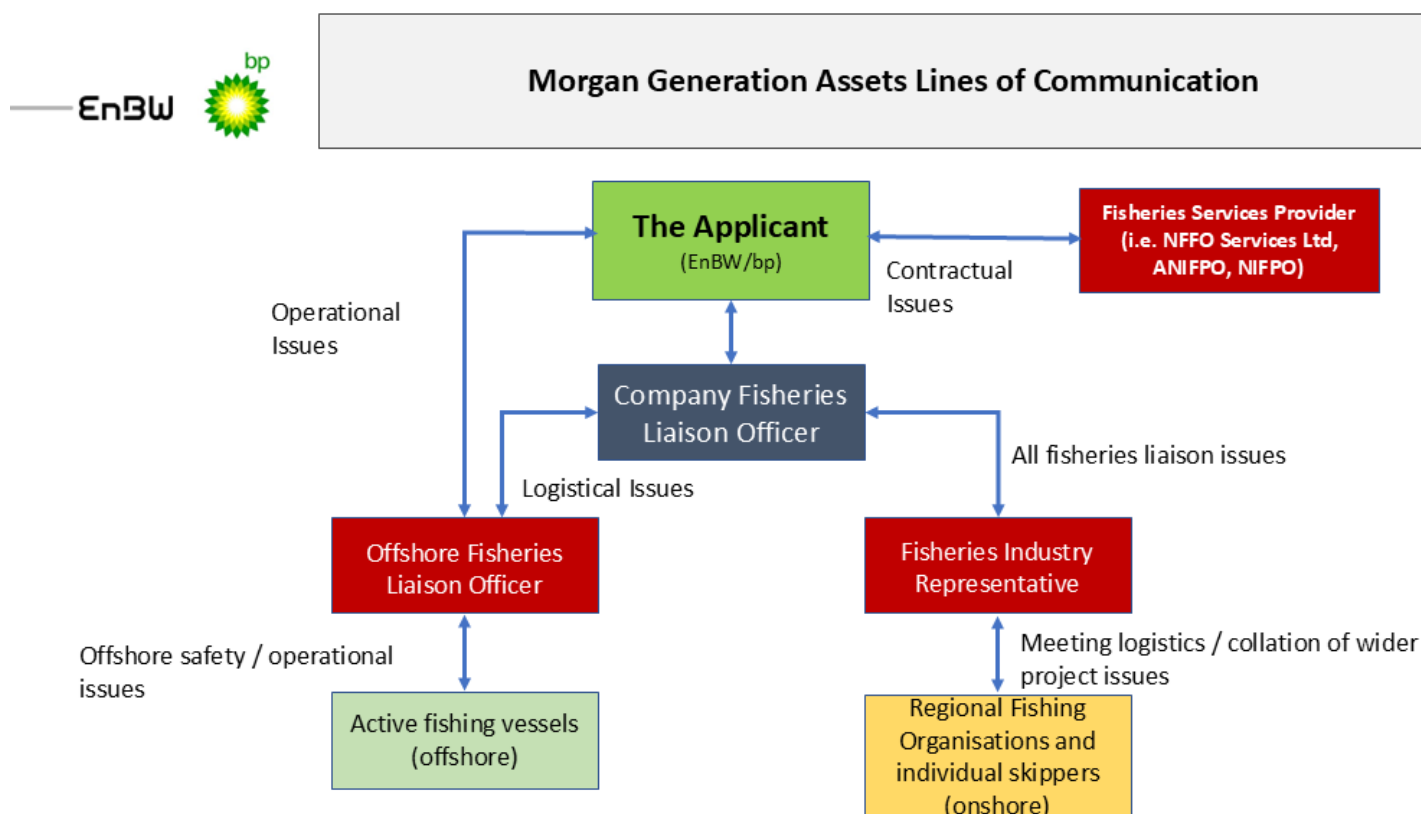 bp
EnBW
Morgan Generation Assets Lines of Communication
The Applicant
(EnBW/bp)
Fisheries Services Provider
(i.e. NFFO Services Ltd,
ANIFPO, NIFPO)
Contractual
Issues
Operational
Issues
Company Fisheries
Liaison Officer
All fisheries liaison issues
Logistical Issues
Offshore Fisheries
Liaison Officer
Fisheries Industry
Representative
Offshore safety / operational
issues
Meeting logistics / collation of wider
project issues
Active fishing vessels
(offshore)
Regional Fishing
Organisations and
individual skippers
(onshore)